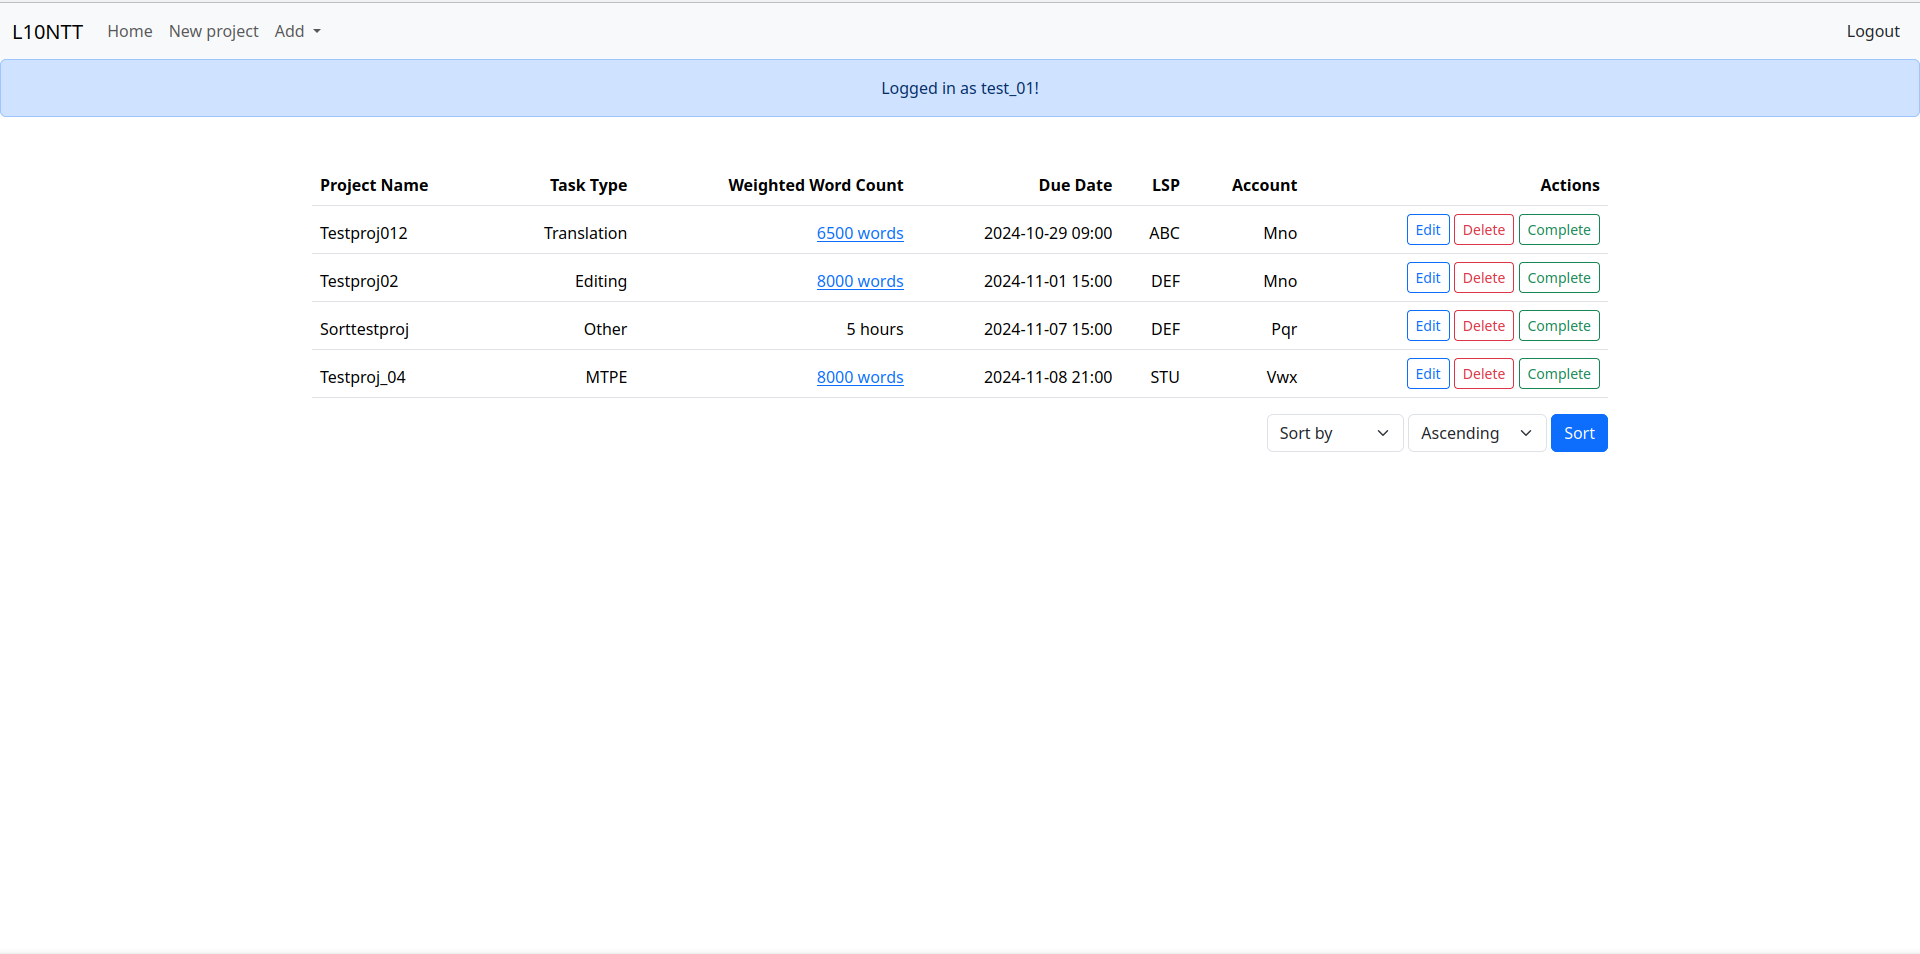 L10NTT Home New project Add Logout
Logged in as test_01!
Project Name Task Type Weighted Word Count Due Date LSP Account Actions
Testproj012 Translation 6500 words 2024-10-29 09:00 ABC Mno Edit Delete Complete
Testproj02 Editing 8000 words 2024-11-01 15:00 DEF Mno Edit Delete Complete
Sorttestproj Other 5 hours 2024-11-07 15:00 DEF Pqr Edit Delete Complete
Testproj_04 MTPE 8000 words 2024-11-08 21:00 STU Vwx Edit Delete Complete
Sort by Ascending Sort